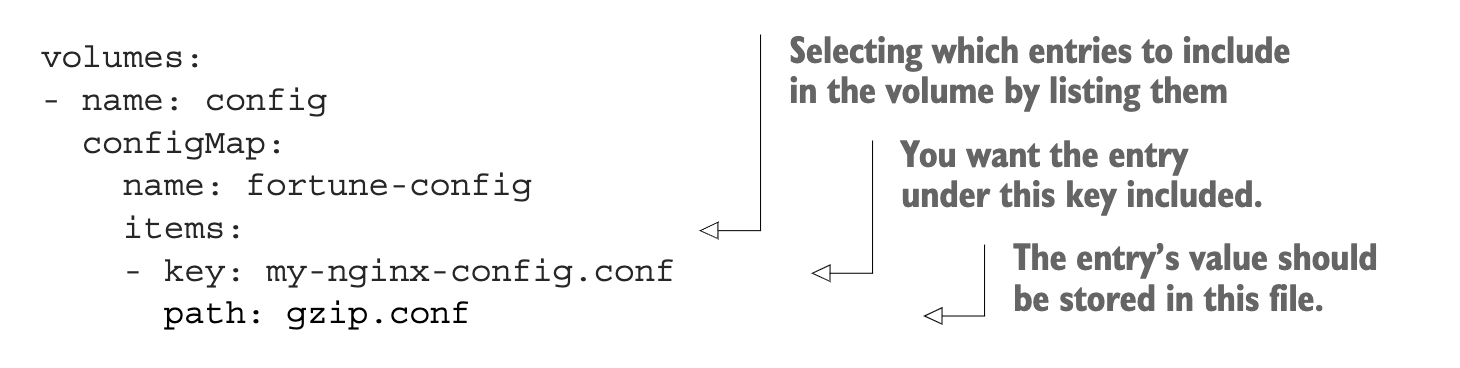 volumes:
- name: config
  configMap:
    name: fortune-config
    items:
    - key: my-nginx-config.conf
      path: gzip.conf
Selecting which entries to include
in the volume by listing them
You want the entry
under this key included.
The entry’s value should
be stored in this file.